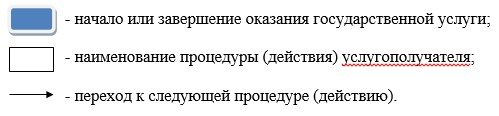 - начало или завершение оказания государственной услуги;
- наименование процедуры (действия) услугополучателя;
- переход к следующей процедуре (действию).